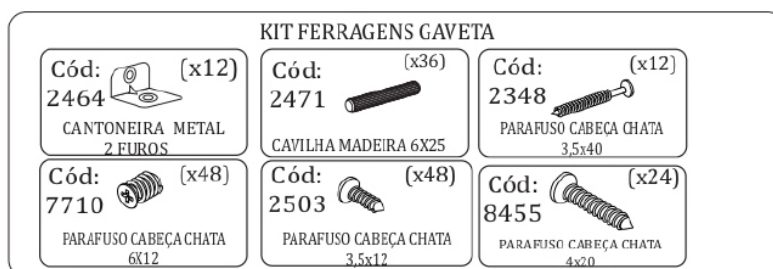 KIT FERRAGENS GAVETA
Cód: (x12)
2464
CANTONEIRA METAL
2 FUROS
Cód: (x36)
2471
CAVILHA MADEIRA 6X25
Cód: (x12)
2348
PARAFUSO CABEÇA CHATA
3,5x40
Cód: (x48)
7710
PARAFUSO CABEÇA CHATA
6X12
Cód: (x48)
2503
PARAFUSO CABEÇA CHATA
3,5x12
Cód: (x24)
8455
PARAFUSO CABEÇA CHATA
4x20